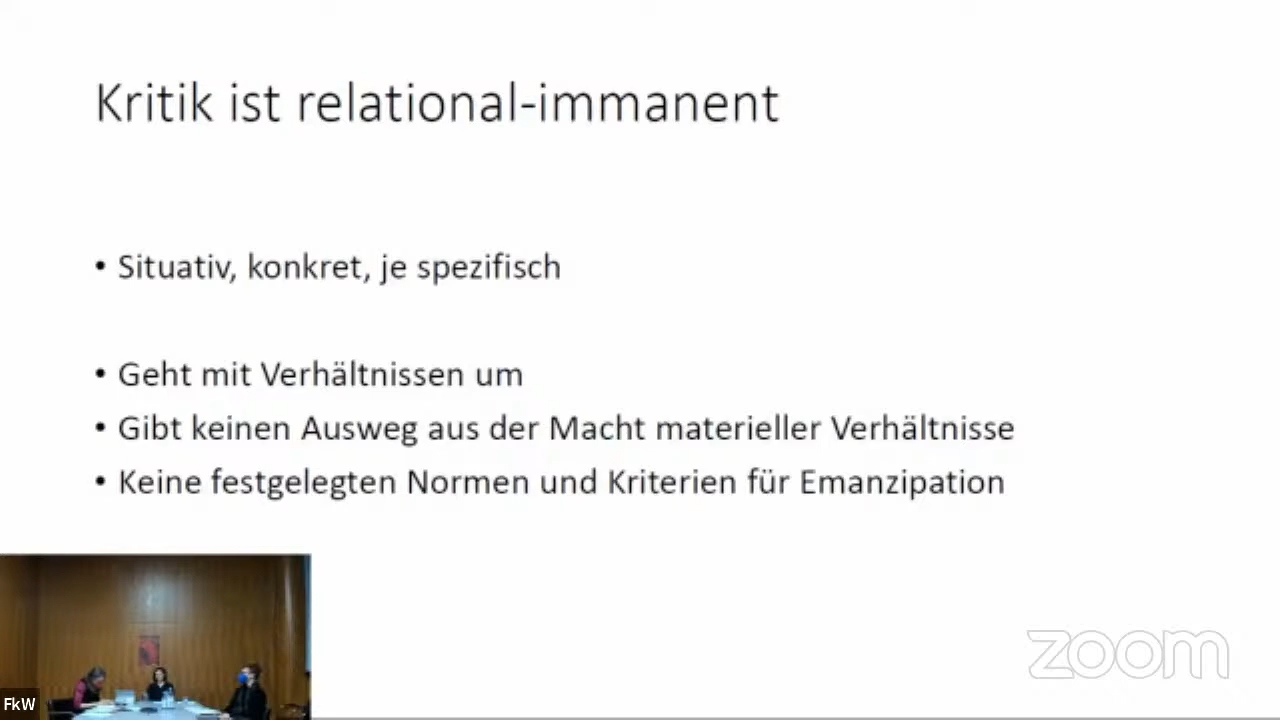 Kritik ist relational-immanent
• Situativ, konkret, je spezifisch
• Geht mit Verhältnissen um
• Gibt keinen Ausweg aus der Macht materieller Verhältnisse
• Keine festgelegten Normen und Kriterien für Emanzipation
FkW
zoom